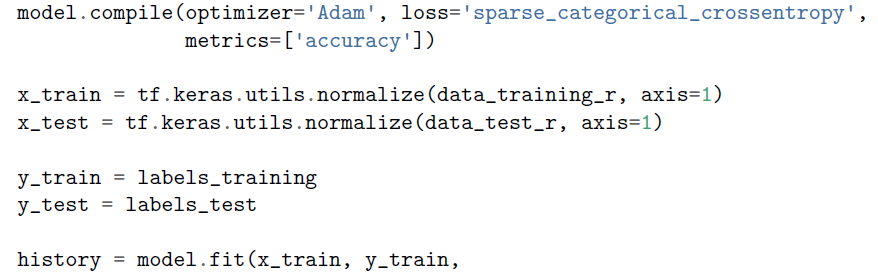 model.compile(optimizer='Adam', loss='sparse_categorical_crossentropy',
metrics=['accuracy'])
x_train = tf.keras.utils.normalize(data_training_r, axis=1)
x_test = tf.keras.utils.normalize(data_test_r, axis=1)
y_train = labels_training
y_test = labels_test
history = model.fit(x_train, y_train,